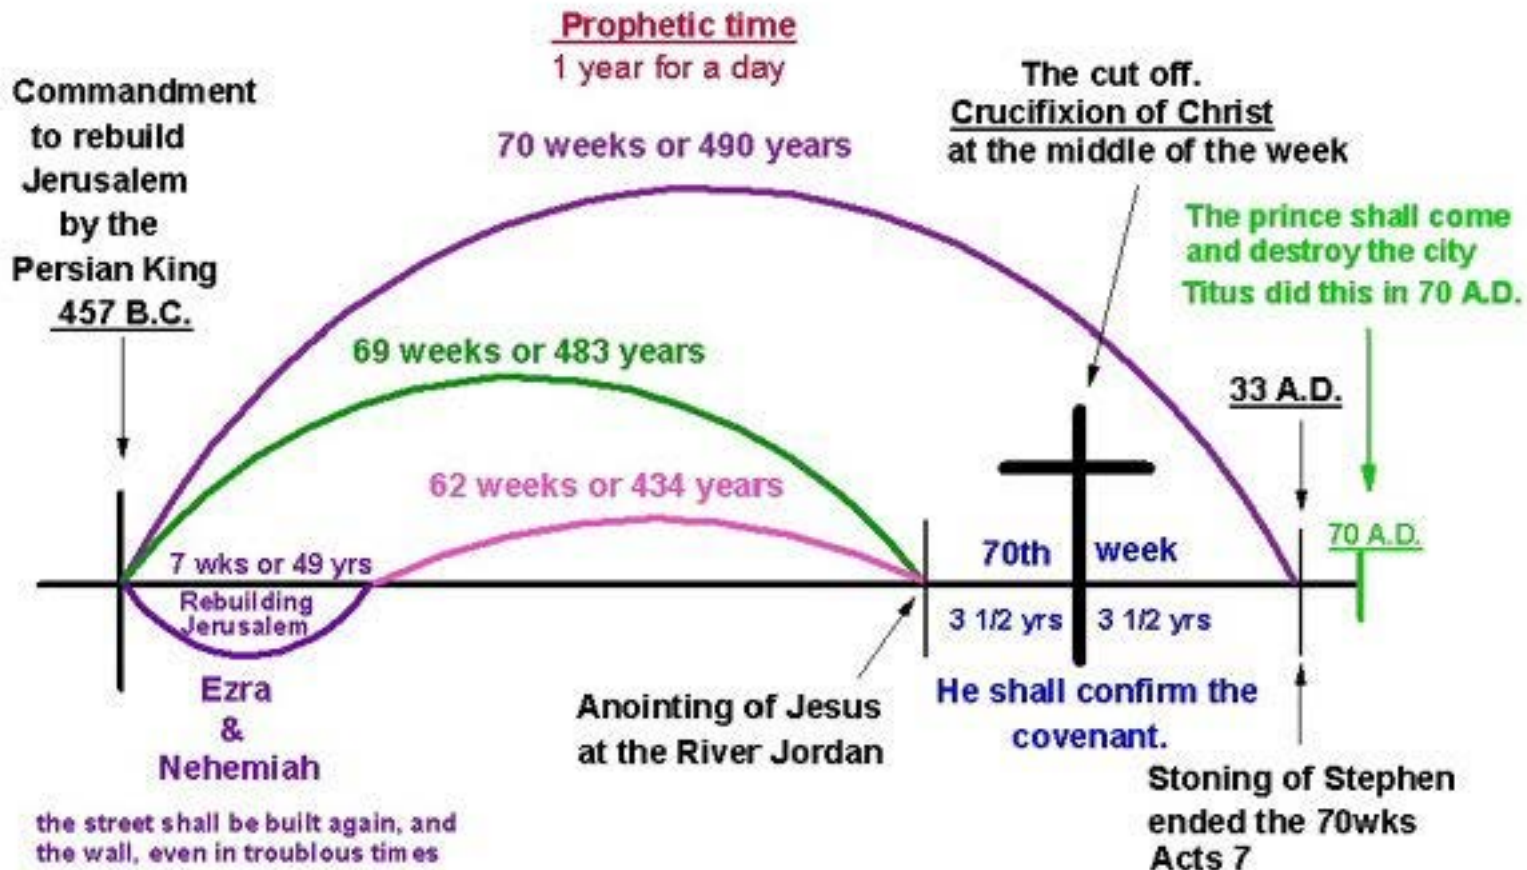 Prophetic time
1 year for a day
Commandment
to rebuild
Jerusalem
by the
Persian King
457 B.C.
70 weeks or 490 years
The cut off.
Crucifixion of Christ
at the middle of the week
The prince shall come
and destroy the city
Titus did this in 70 A.D.
69 weeks or 483 years
33 A.D.
62 weeks or 434 years
70 A.D.
7 wks or 49 yrs
Rebuilding
Jerusalem
70th week
3 1/2 yrs 3 1/2 yrs
Ezra
&
Nehemiah
the street shall be built again, and
the wall, even in troublous times
Anointing of Jesus
at the River Jordan
He shall confirm the
covenant.
Stoning of Stephen
ended the 70wks
Acts 7